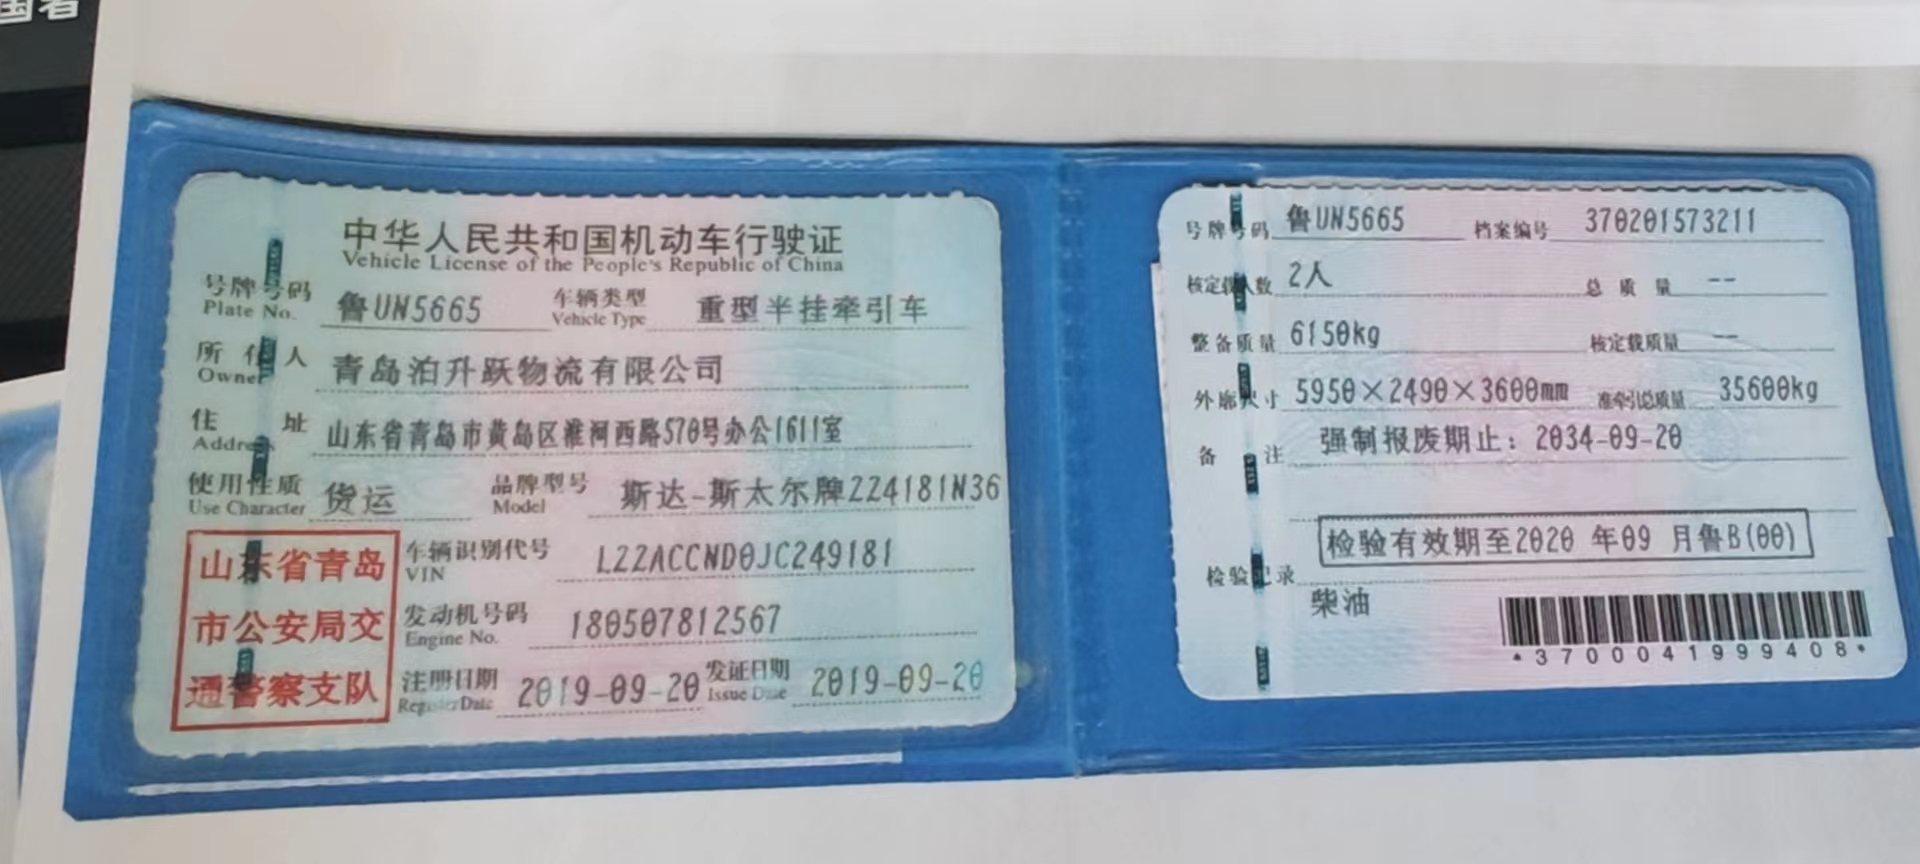 国者
中华人民共和国机动车行驶证
Vehicle License of the People's Republic of China
号牌号码 鲁UN5665 车辆类型 重型半挂牵引车
Plate No. Vehicle Type
所有人 青岛泊升跃物流有限公司
Owner
住址 山东省青岛市黄岛区淮河西路570号办公1611室
Address
使用性质 货运 品牌型号 斯达-斯太尔牌ZZ4181N36
Use Character Model
山东省青岛
市公安局交
通警察支队
车辆识别代号 LZZACCND0JC249181
VIN
发动机号码 180507812567
Engine No.
注册日期 2019-09-20 发证日期 2019-09-20
Register Date Issue Date
号牌号码 鲁UN5665 档案编号 370201573211
核定载人数 2人 总质量 --
整备质量 6150kg 核定载质量 --
外廓尺寸 5950×2490×3600mm 准牵引总质量 35600kg
备注 强制报废期止：2034-09-20
检验有效期至2020 年09 月鲁B(00)
检验记录
柴油
*3700041999408*